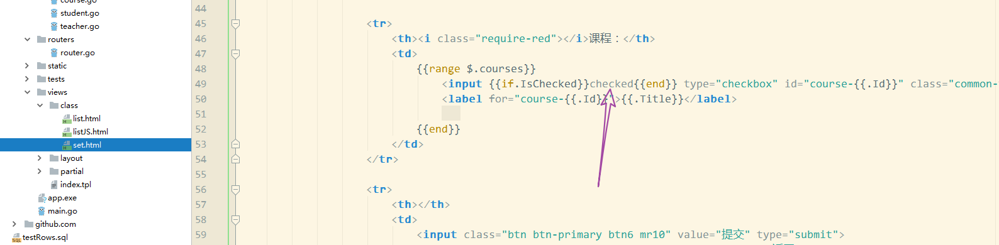 course.go
student.go
teacher.go
routers
router.go
static
tests
views
class
list.html
listJS.html
set.html
layout
partial
index.tpl
app.exe
main.go
github.com
testRows.sql
44
45 <tr>
46 <th><i class="require-red"></i>课程：</th>
47 <td>
48 {{range $.courses}}
49 <input {{if.IsChecked}}checked{{end}} type="checkbox" id="course-{{.Id}}" class="common-
50 <label for="course-{{.Id}}">{{.Title}}</label>
51
52 {{end}}
53 </td>
54 </tr>
55
56 <tr>
57 <th></th>
58 <td>
59 <input class="btn btn-primary btn6 mr10" value="提交" type="submit">